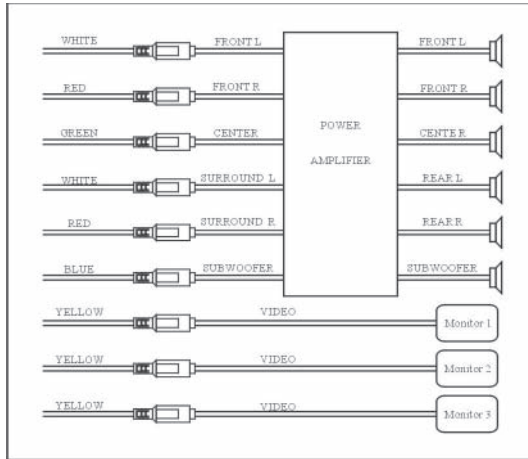 WHITE FRONT L FRONT L
RED FRONT R FRONT R
POWER
GREEN CENTER CENTER
AMPLIFIER
WHITE SURROUND L REAR L
RED SURROUND R REAR R
BLUE SUBWOOFER SUBWOOFER
YELLOW VIDEO Monitor 1
YELLOW VIDEO Monitor 2
YELLOW VIDEO Monitor 3